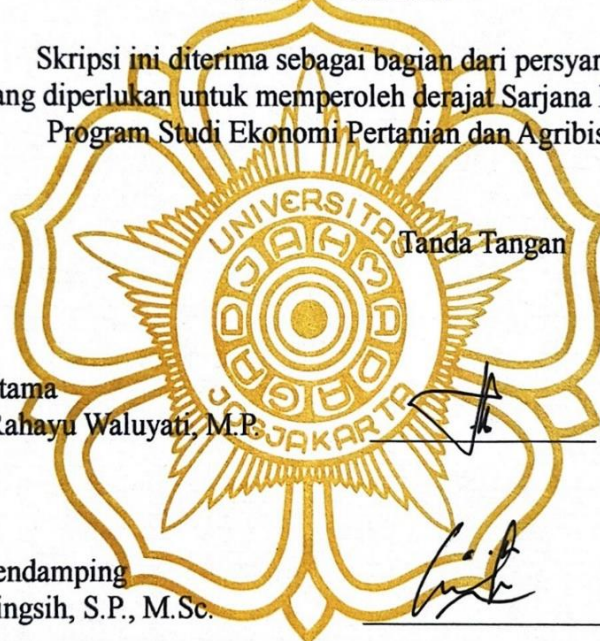 Skripsi ini diterima sebagai bagian dari persyar
ang diperlukan untuk memperoleh derajat Sarjana
Program Studi Ekonomi Pertanian dan Agribis
UNIVERSITAS
GADJAH MADA
JOGJAKARTA
Tanda Tangan
tama
Rahayu Waluyati, M.P.
endamping
ingsih, S.P., M.Sc.